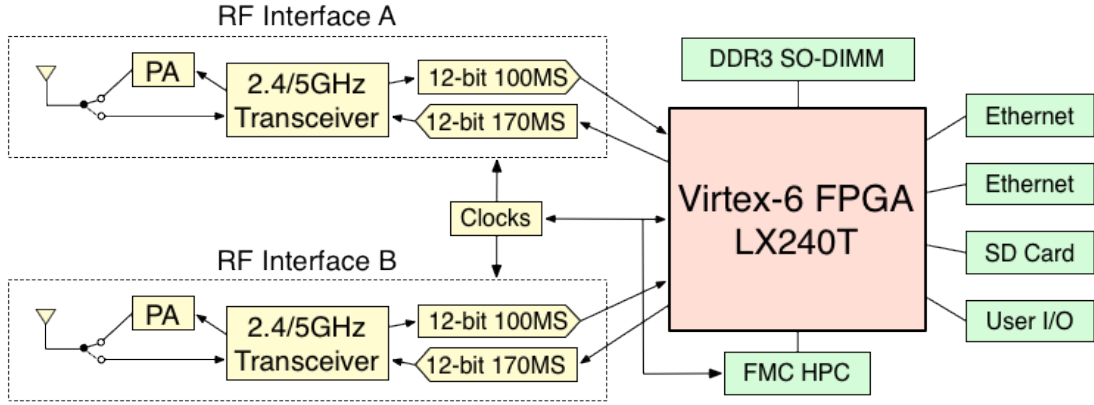 RF Interface A
PA
2.4/5GHz
Transceiver
12-bit 100MS
12-bit 170MS
DDR3 SO-DIMM
Virtex-6 FPGA
LX240T
Ethernet
Ethernet
SD Card
User I/O
FMC HPC
Clocks
RF Interface B
PA
2.4/5GHz
Transceiver
12-bit 100MS
12-bit 170MS